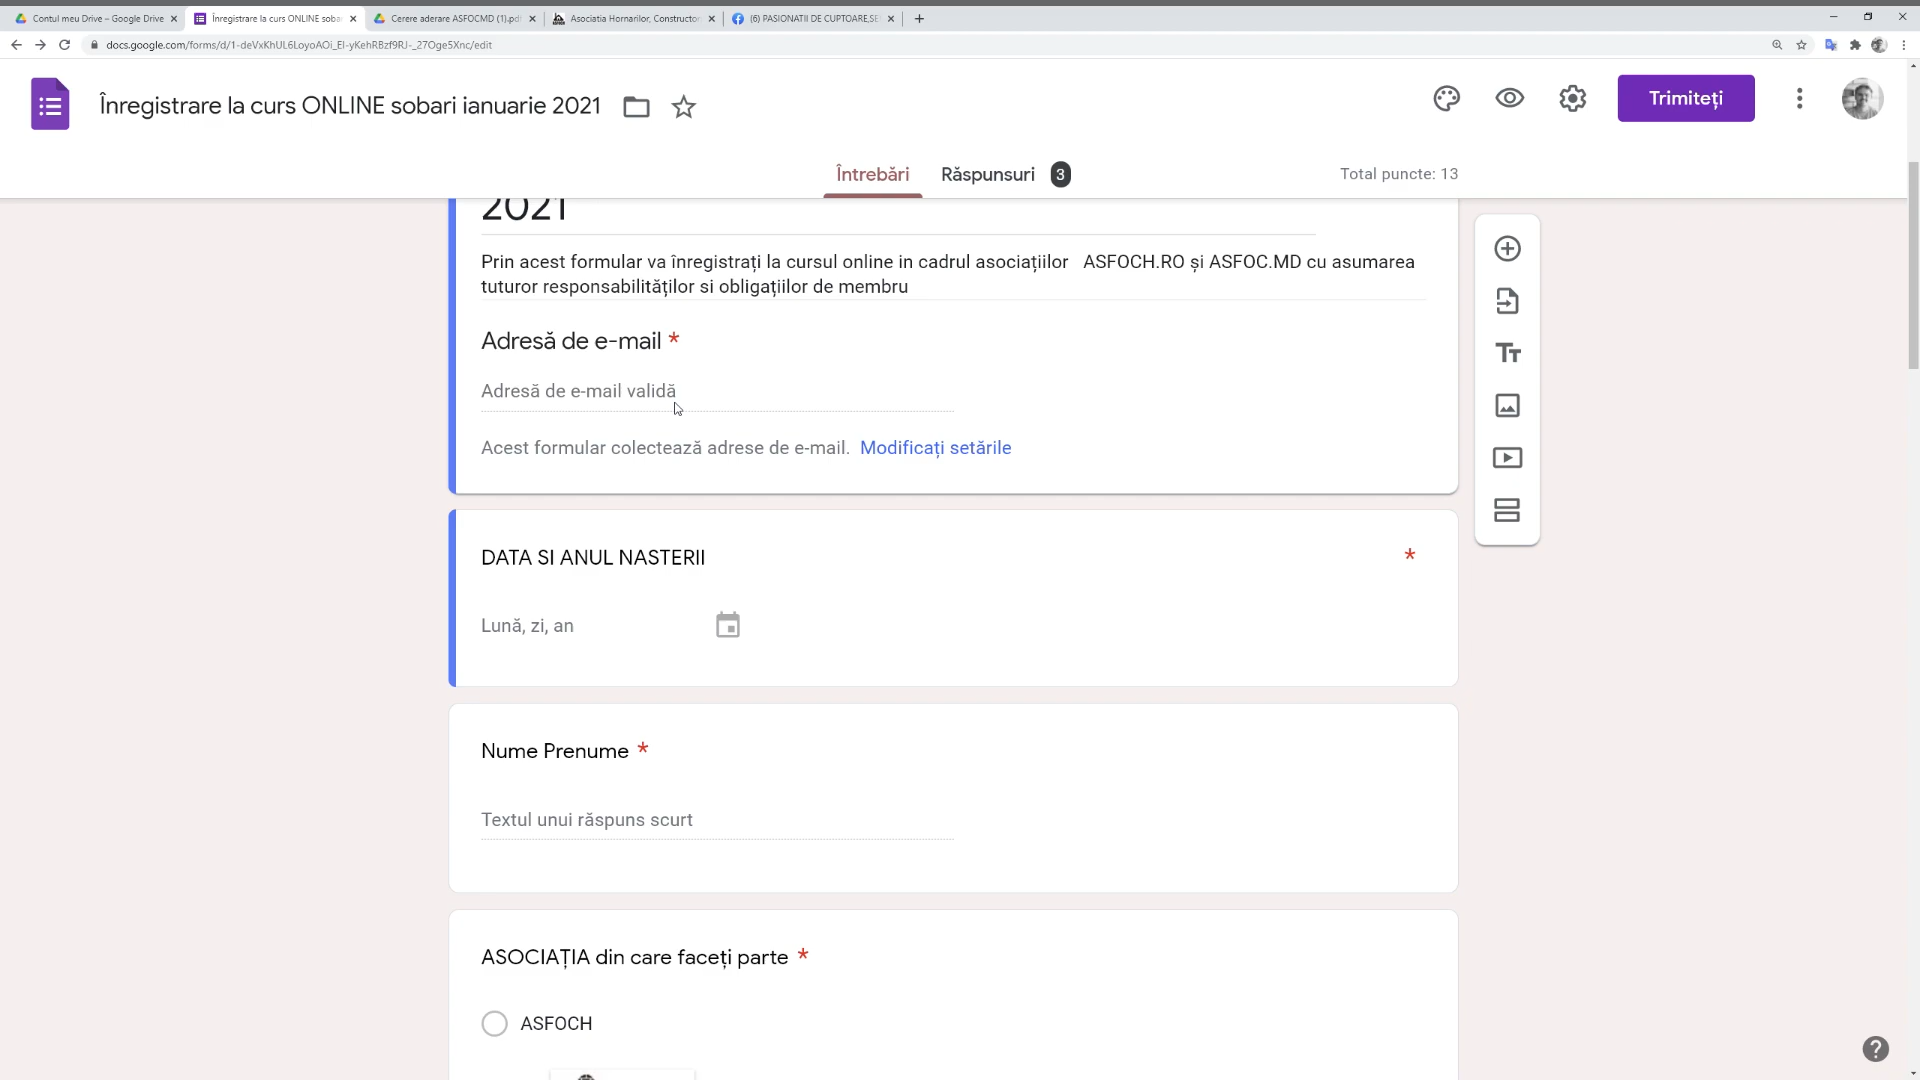 Contul meu Drive – Google Drive
Înregistrare la curs ONLINE soba
Cerere aderare ASFOCMD (1).pdf
Asociatia Hornarilor, Constructor
(6) PASIONATII DE CUPTOARE,SE
docs.google.com/forms/d/1-deVxKhUL6LoyoAOi_EI-yKehRBzf9RJ-_27Oge5Xnc/edit
Înregistrare la curs ONLINE sobari ianuarie 2021
Trimiteți
Întrebări
Răspunsuri 3
Total puncte: 13
2021
Prin acest formular va înregistrați la cursul online in cadrul asociațiilor ASFOCH.RO și ASFOC.MD cu asumarea
tuturor responsabilităților si obligațiilor de membru
Adresă de e-mail *
Adresă de e-mail validă
Acest formular colectează adrese de e-mail. Modificați setările
DATA SI ANUL NASTERII *
Lună, zi, an
Nume Prenume *
Textul unui răspuns scurt
ASOCIAȚIA din care faceți parte *
ASFOCH